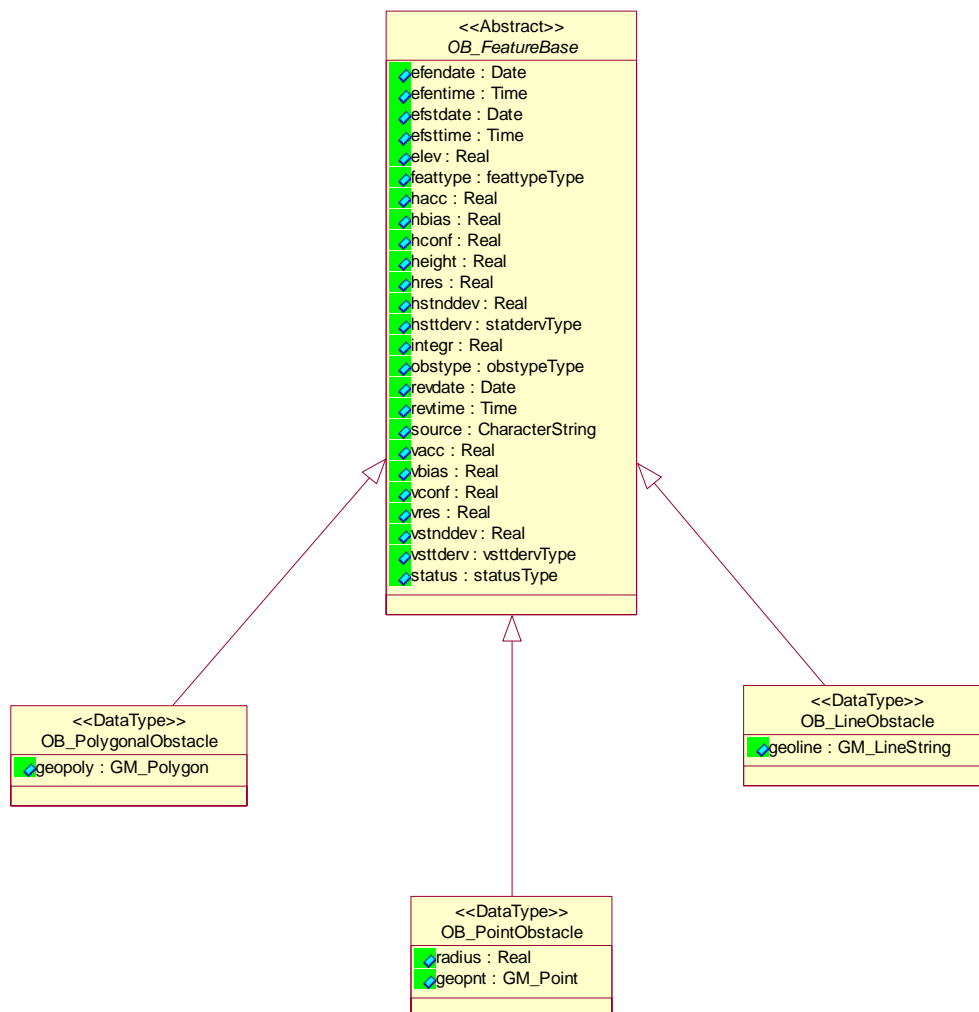 <<Abstract>>
OB_FeatureBase
efendate : Date
efentime : Time
efstdate : Date
efsttime : Time
elev : Real
feattype : feattypeType
hacc : Real
hbias : Real
hconf : Real
height : Real
hres : Real
hstnddev : Real
hsttderv : statdervType
integr : Real
obstype : obstypeType
revdate : Date
revtime : Time
source : CharacterString
vacc : Real
vbias : Real
vconf : Real
vres : Real
vstnddev : Real
vsttderv : vsttdervType
status : statusType
<<DataType>>
OB_PolygonalObstacle
geopoly : GM_Polygon
<<DataType>>
OB_LineObstacle
geoline : GM_LineString
<<DataType>>
OB_PointObstacle
radius : Real
geopnt : GM_Point